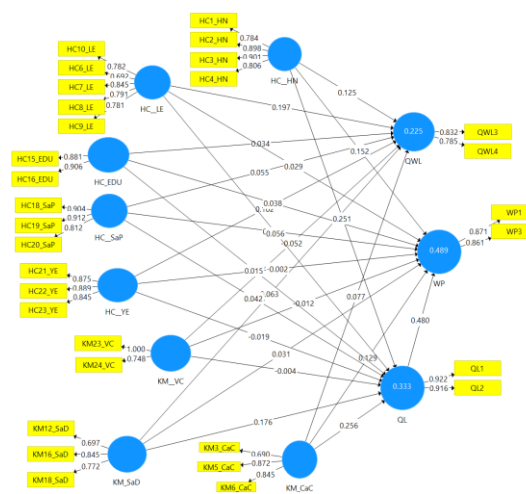 HC1_HN
0.784
HC2_HN
0.898
HC3_HN
0.901
HC4_HN
0.806
HC__HN
HC10_LE
0.782
HC6_LE
0.692
HC7_LE
0.845
HC8_LE
0.791
HC9_LE
0.781
HC__LE
0.197
0.125
0.225
QWL
0.832
QWL3
0.785
QWL4
HC15_EDU
0.881
HC16_EDU
0.906
HC_EDU
0.034
0.152
0.055
0.029
HC18_SaP
0.904
HC19_SaP
0.912
HC20_SaP
0.812
HC__SaP
0.038
0.251
0.056
0.052
0.489
WP
0.871
WP1
0.861
WP3
HC21_YE
0.875
HC22_YE
0.889
HC23_YE
0.845
HC__YE
0.015
-0.002
0.042
0.077
-0.012
0.480
-0.019
KM23_VC
1.000
KM24_VC
0.748
KM__VC
0.031
0.129
-0.004
0.333
QL
0.922
QL1
0.916
QL2
0.176
0.256
KM12_SaD
0.697
KM16_SaD
0.845
KM18_SaD
0.772
KM_SaD
KM3_CaC
0.690
KM5_CaC
0.872
KM6_CaC
0.845
KM_CaC